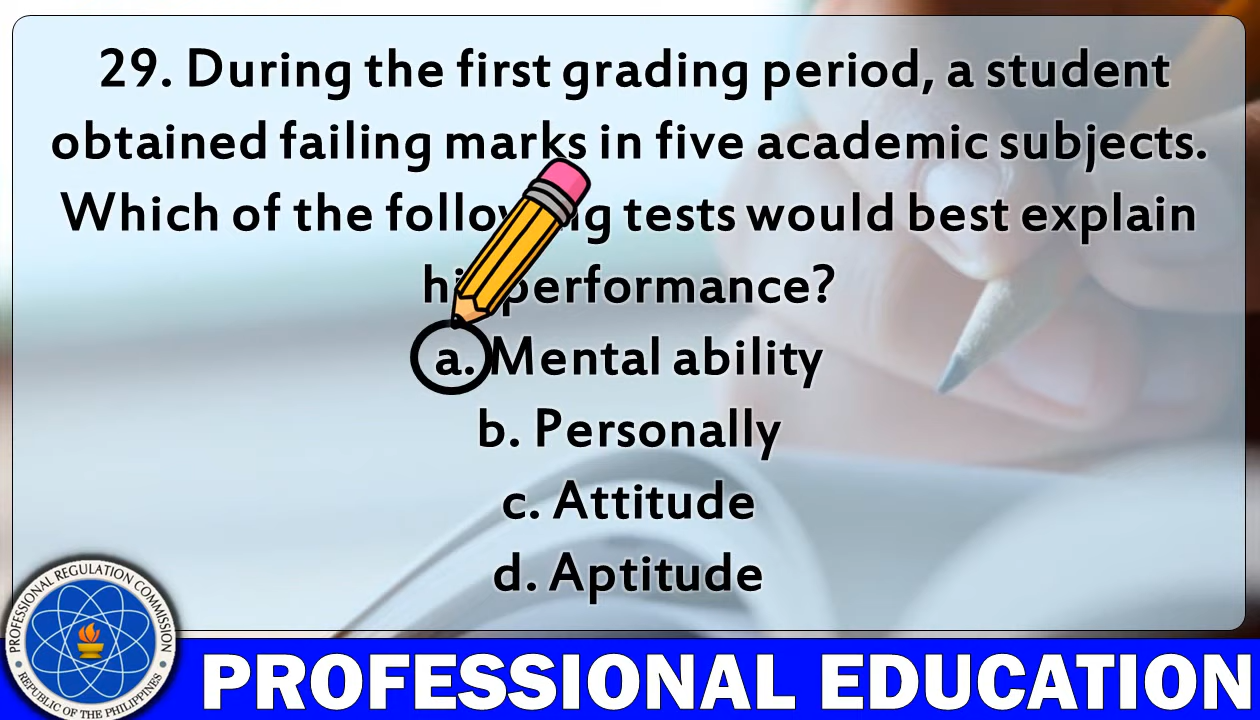 29. During the first grading period, a student
obtained failing marks in five academic subjects.
Which of the following tests would best explain
performance?
a. Mental ability
b. Personally
c. Attitude
d. Aptitude
PROFESSIONAL REGULATION COMMISSION
REPUBLIC OF THE PHILIPPINES
PROFESSIONAL EDUCATION